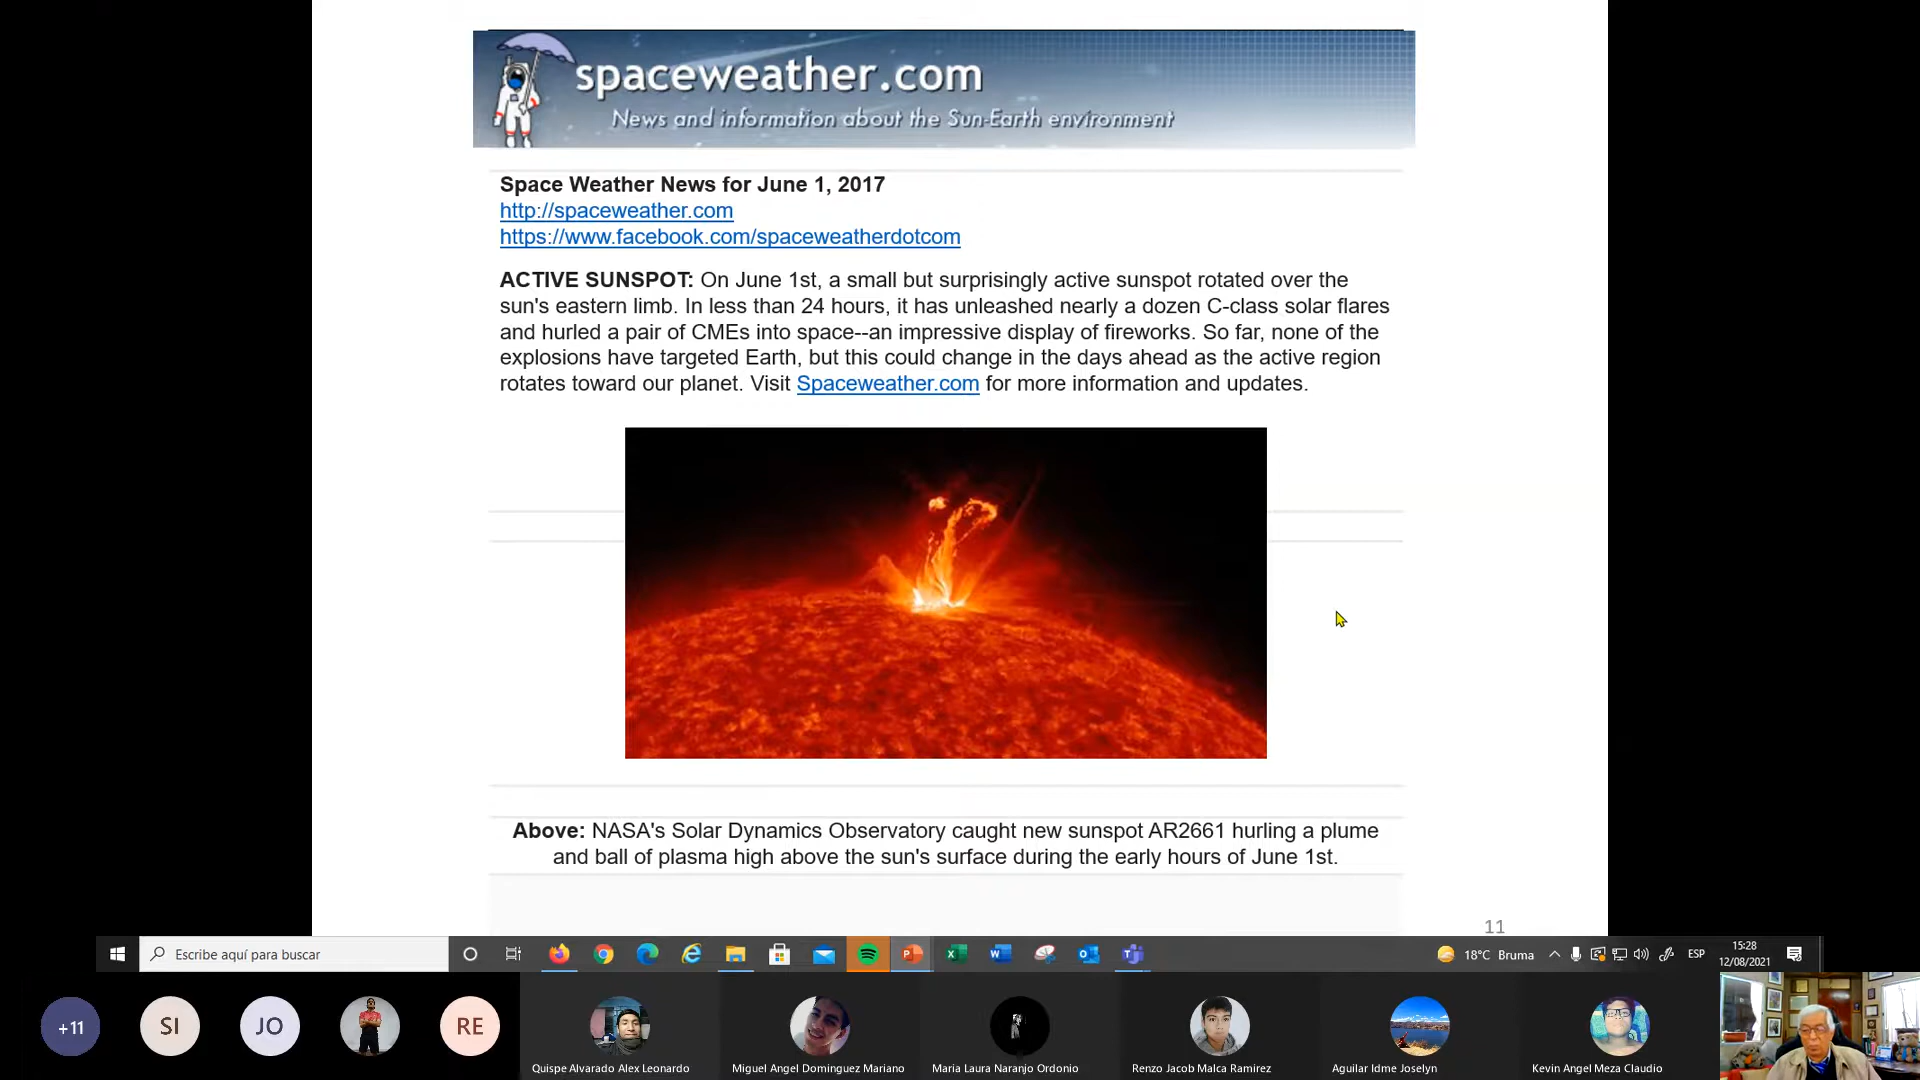 spaceweather.com
News and information about the Sun-Earth environment
Space Weather News for June 1, 2017
http://spaceweather.com
https://www.facebook.com/spaceweatherdotcom
ACTIVE SUNSPOT: On June 1st, a small but surprisingly active sunspot rotated over the
sun's eastern limb. In less than 24 hours, it has unleashed nearly a dozen C-class solar flares
and hurled a pair of CMEs into space--an impressive display of fireworks. So far, none of the
explosions have targeted Earth, but this could change in the days ahead as the active region
rotates toward our planet. Visit Spaceweather.com for more information and updates.
Above: NASA's Solar Dynamics Observatory caught new sunspot AR2661 hurling a plume
and ball of plasma high above the sun's surface during the early hours of June 1st.
11
Escribe aquí para buscar
18°C Bruma
ESP
15:28
12/08/2021
+11
SI
JO
RE
Quispe Alvarado Alex Leonardo
Miguel Angel Dominguez Mariano
Maria Laura Naranjo Ordonio
Renzo Jacob Malca Ramirez
Aguilar Idme Joselyn
Kevin Angel Meza Claudio